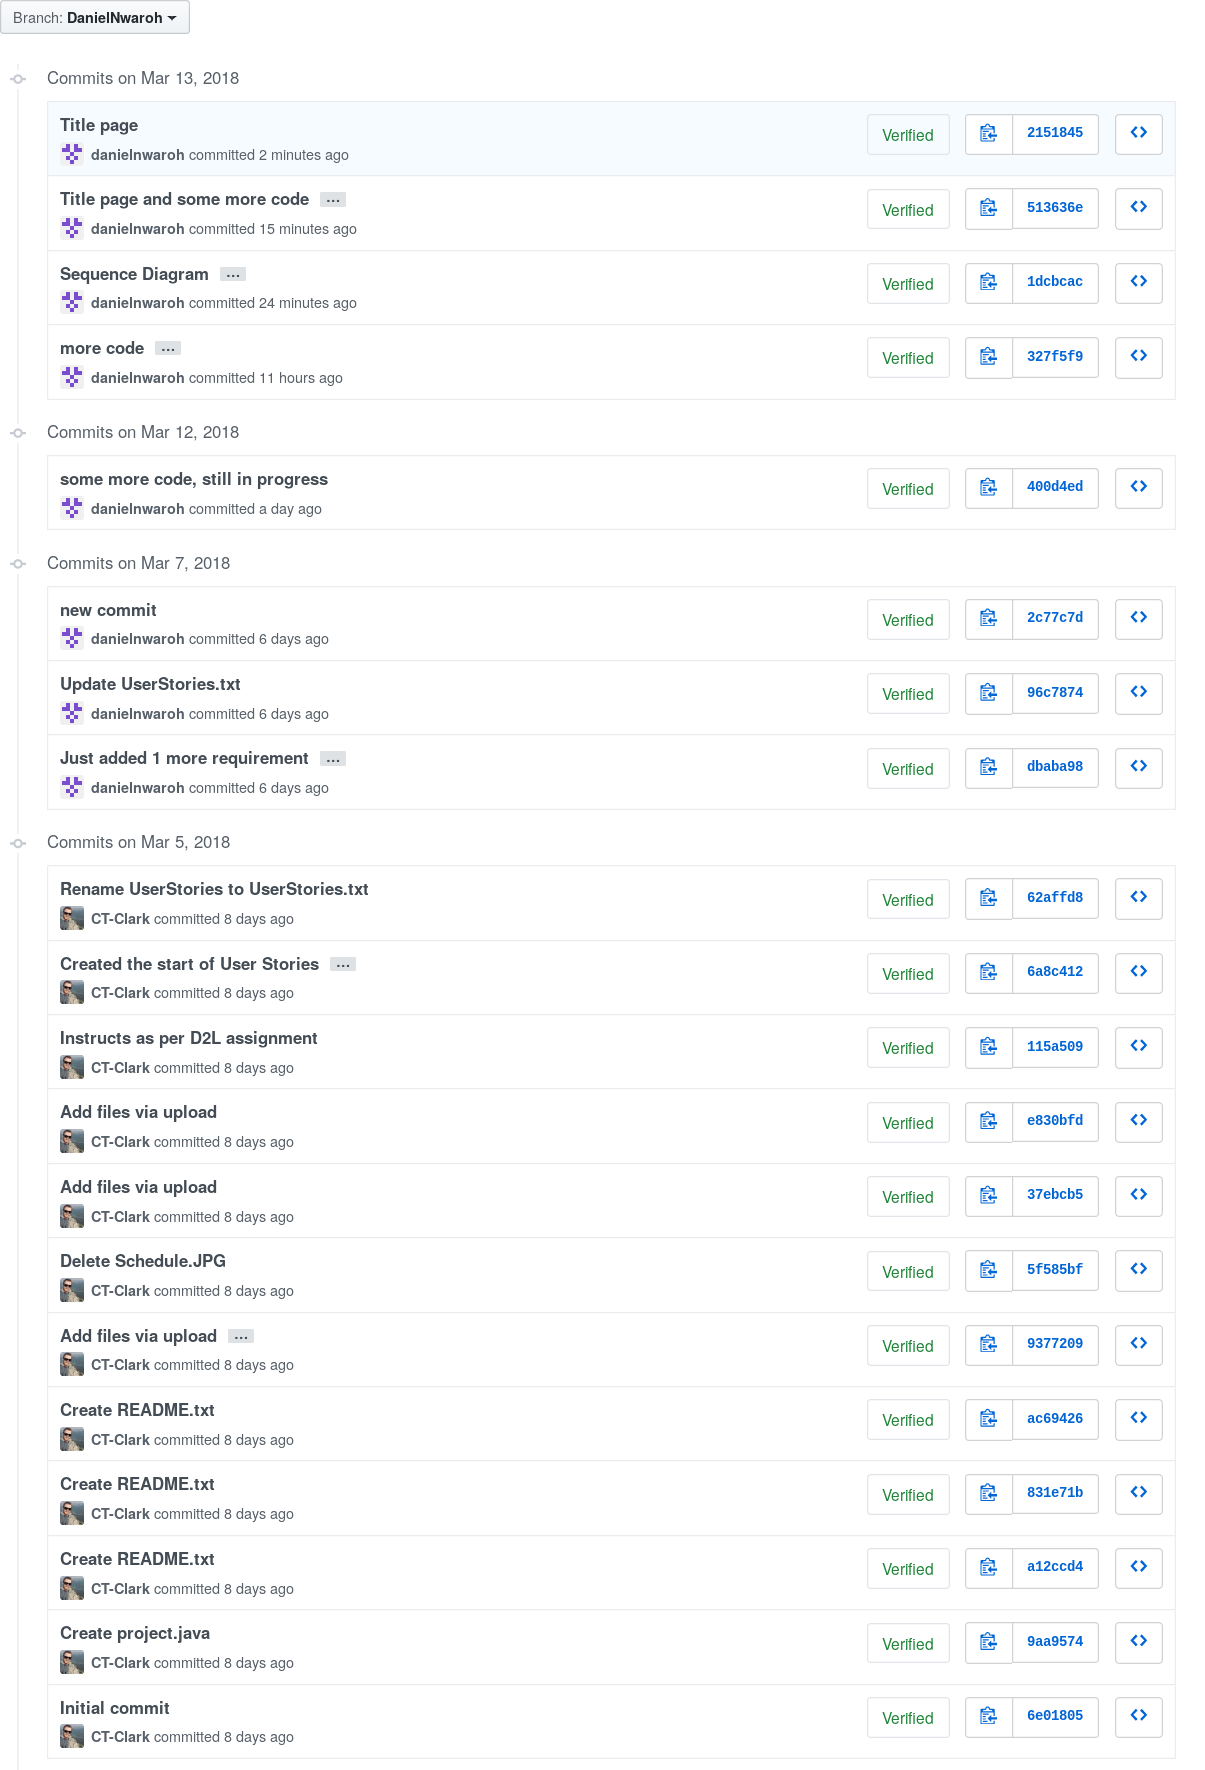 Branch: DanielNwaroh
Commits on Mar 13, 2018
Title page
danielnwaroh committed 2 minutes ago
Verified
2151845
Title page and some more code …
danielnwaroh committed 15 minutes ago
Verified
513636e
Sequence Diagram …
danielnwaroh committed 24 minutes ago
Verified
1dcbcac
more code …
danielnwaroh committed 11 hours ago
Verified
327f5f9
Commits on Mar 12, 2018
some more code, still in progress
danielnwaroh committed a day ago
Verified
400d4ed
Commits on Mar 7, 2018
new commit
danielnwaroh committed 6 days ago
Verified
2c77c7d
Update UserStories.txt
danielnwaroh committed 6 days ago
Verified
96c7874
Just added 1 more requirement …
danielnwaroh committed 6 days ago
Verified
dbaba98
Commits on Mar 5, 2018
Rename UserStories to UserStories.txt
CT-Clark committed 8 days ago
Verified
62affd8
Created the start of User Stories …
CT-Clark committed 8 days ago
Verified
6a8c412
Instructs as per D2L assignment
CT-Clark committed 8 days ago
Verified
115a509
Add files via upload
CT-Clark committed 8 days ago
Verified
e830bfd
Add files via upload
CT-Clark committed 8 days ago
Verified
37ebcb5
Delete Schedule.JPG
CT-Clark committed 8 days ago
Verified
5f585bf
Add files via upload …
CT-Clark committed 8 days ago
Verified
9377209
Create README.txt
CT-Clark committed 8 days ago
Verified
ac69426
Create README.txt
CT-Clark committed 8 days ago
Verified
831e71b
Create README.txt
CT-Clark committed 8 days ago
Verified
a12ccd4
Create project.java
CT-Clark committed 8 days ago
Verified
9aa9574
Initial commit
CT-Clark committed 8 days ago
Verified
6e01805